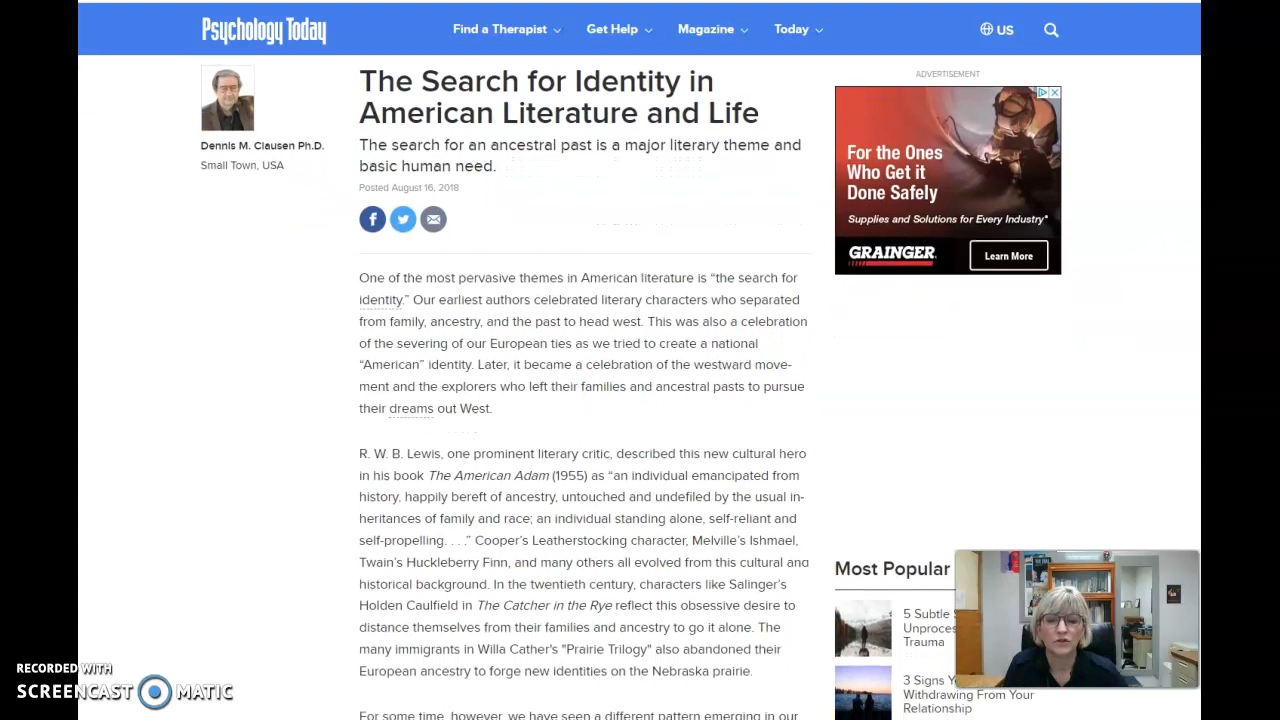 Psychology Today
Find a Therapist
Get Help
Magazine
Today
US
Dennis M. Clausen Ph.D.
Small Town, USA
The Search for Identity in
American Literature and Life
The search for an ancestral past is a major literary theme and
basic human need.
Posted August 16, 2018
One of the most pervasive themes in American literature is “the search for
identity.” Our earliest authors celebrated literary characters who separated
from family, ancestry, and the past to head west. This was also a celebration
of the severing of our European ties as we tried to create a national
“American” identity. Later, it became a celebration of the westward move-
ment and the explorers who left their families and ancestral pasts to pursue
their dreams out West.
R. W. B. Lewis, one prominent literary critic, described this new cultural hero
in his book The American Adam (1955) as “an individual emancipated from
history, happily bereft of ancestry, untouched and undefiled by the usual in-
heritances of family and race; an individual standing alone, self-reliant and
self-propelling. . . .” Cooper’s Leatherstocking character, Melville’s Ishmael,
Twain’s Huckleberry Finn, and many others all evolved from this cultural and
historical background. In the twentieth century, characters like Salinger’s
Holden Caulfield in The Catcher in the Rye reflect this obsessive desire to
distance themselves from their families and ancestry to go it alone. The
many immigrants in Willa Cather's "Prairie Trilogy" also abandoned their
European ancestry to forge new identities on the Nebraska prairie.
For some time, however, we have seen a different pattern emerging in our
ADVERTISEMENT
For the Ones
Who Get it
Done Safely
Supplies and Solutions for Every Industry*
GRAINGER
Learn More
Most Popular
5 Subtle
Unproces
Trauma
3 Signs Y
Withdrawing From Your
Relationship
RECORDED WITH
SCREENCAST MATIC